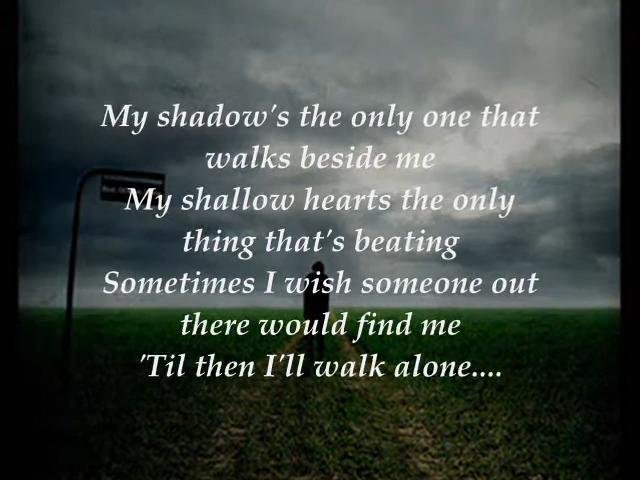 My shadow's the only one that
walks beside me
My shallow hearts the only
thing that's beating
Sometimes I wish someone out
there would find me
'Til then I'll walk alone....